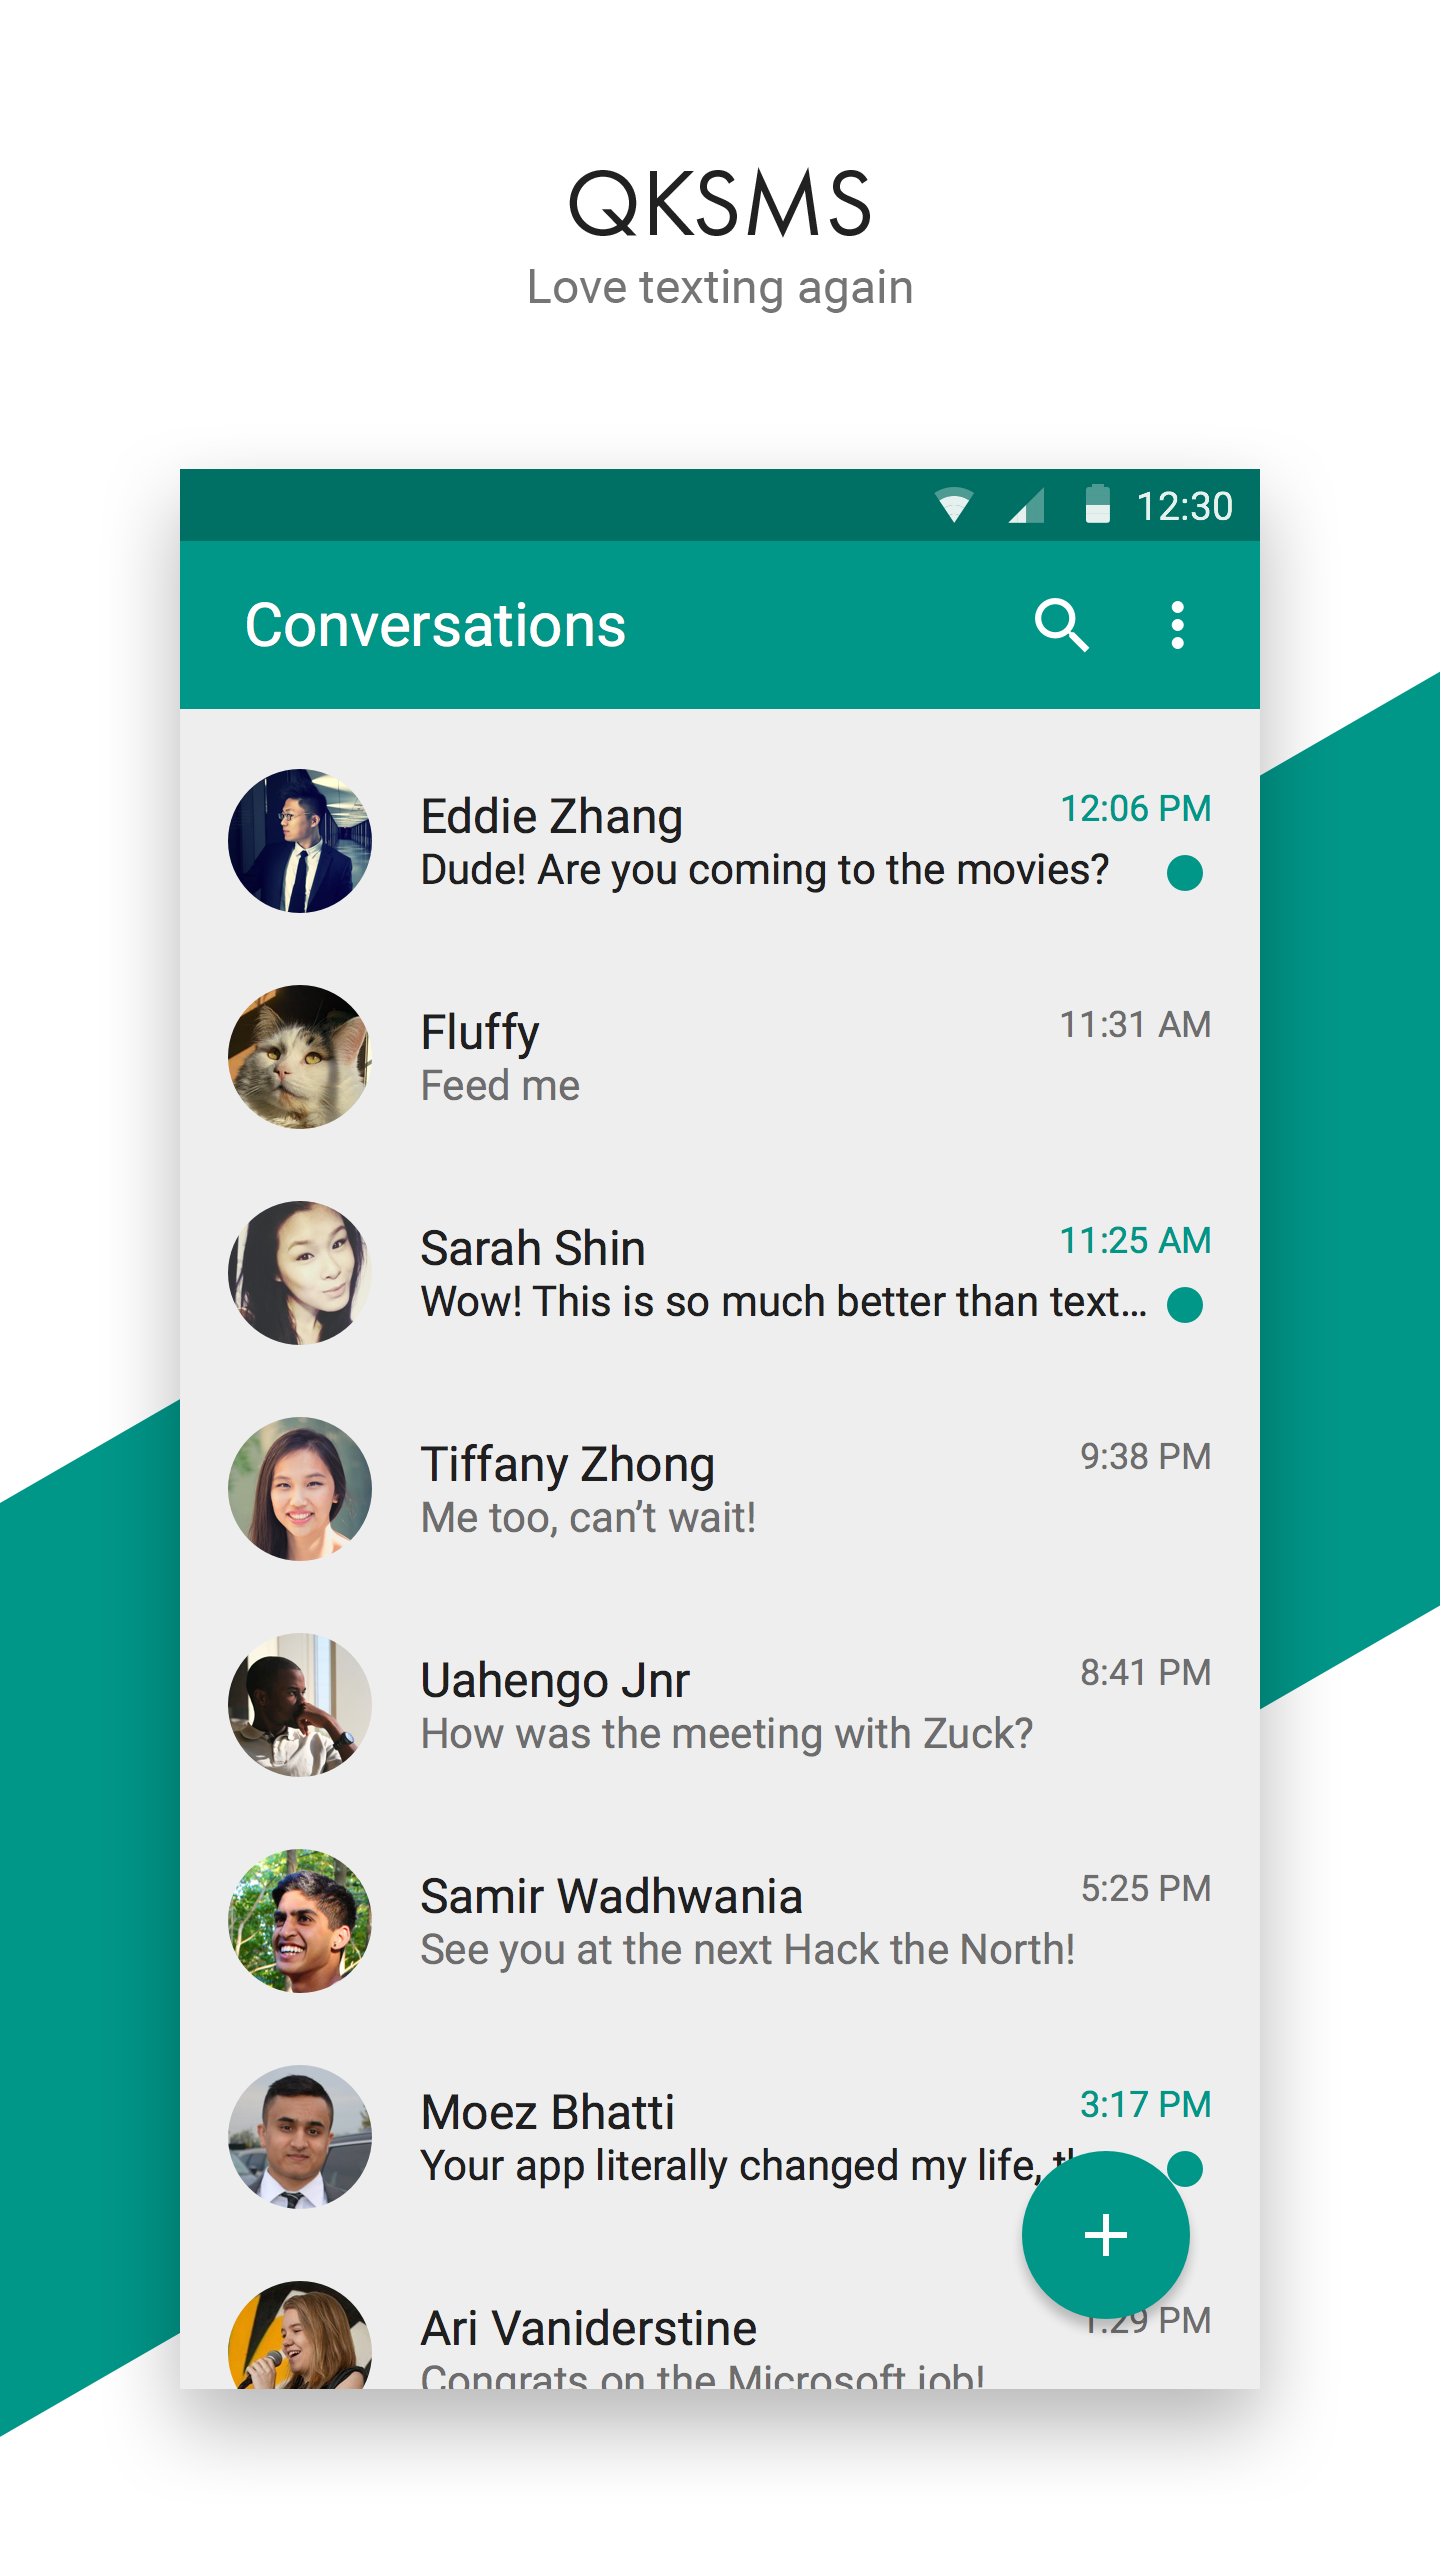 QKSMS
Love texting again
12:30
Conversations
Eddie Zhang
12:06 PM
Dude! Are you coming to the movies?
Fluffy
11:31 AM
Feed me
Sarah Shin
11:25 AM
Wow! This is so much better than text...
Tiffany Zhong
9:38 PM
Me too, can’t wait!
Uahengo Jnr
8:41 PM
How was the meeting with Zuck?
Samir Wadhwania
5:25 PM
See you at the next Hack the North!
Moez Bhatti
3:17 PM
Your app literally changed my life,
Ari Vaniderstine
1:29 PM
Congrats on the Microsoft job!